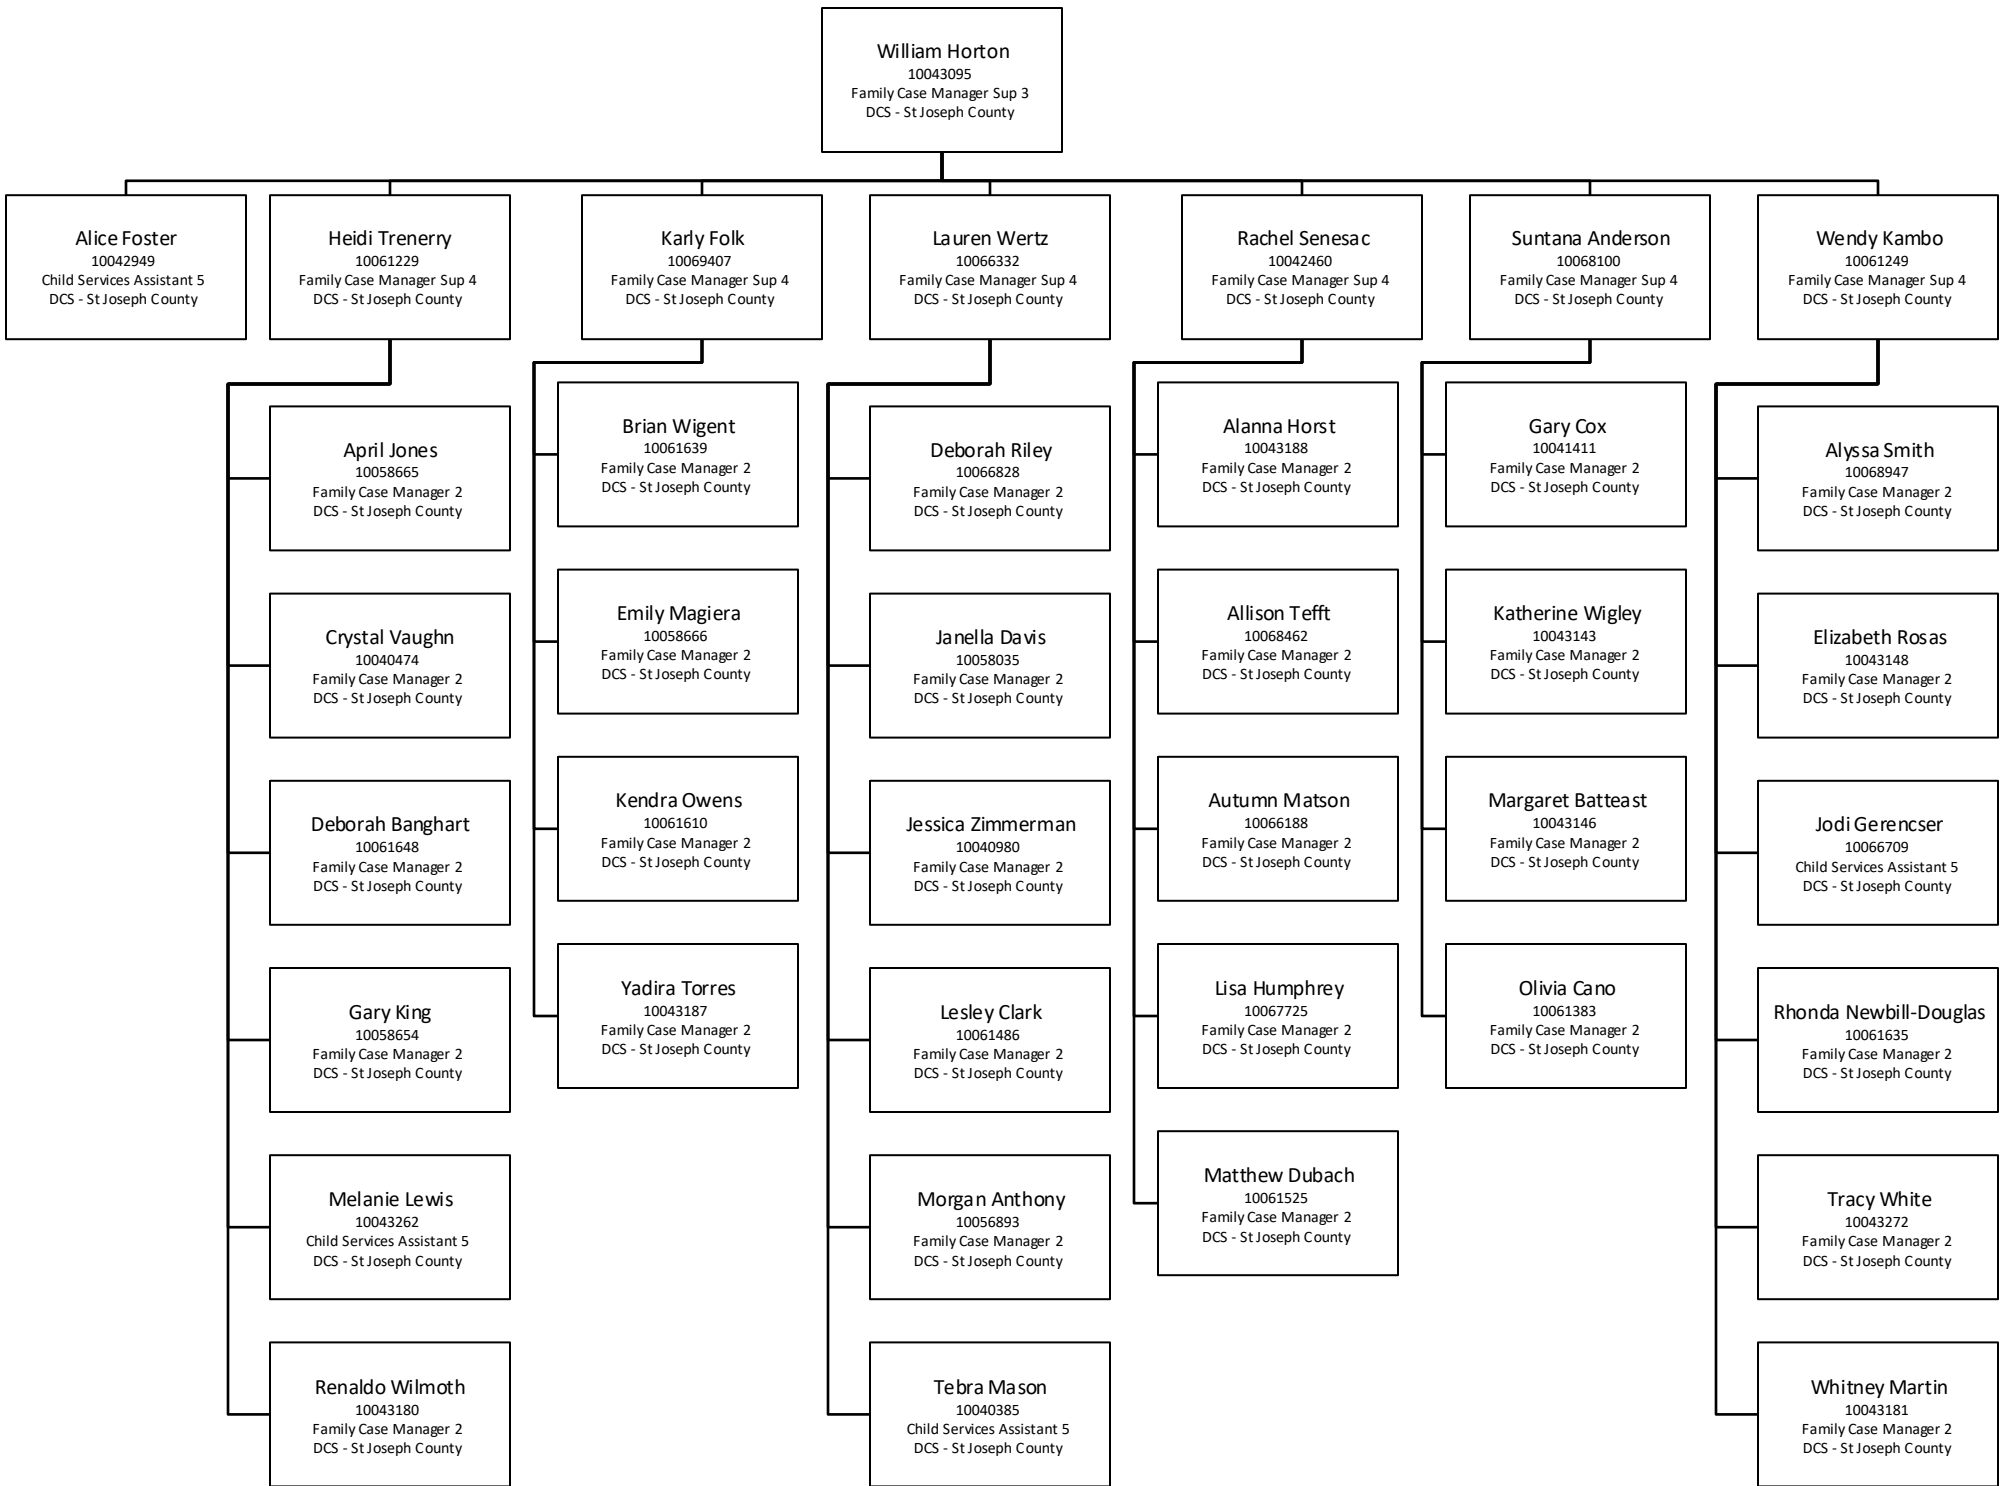 William Horton
10043095
Family Case Manager Sup 3
DCS - St Joseph County
Alice Foster
10042949
Child Services Assistant 5
DCS - St Joseph County
Heidi Trenerry
10061229
Family Case Manager Sup 4
DCS - St Joseph County
Karly Folk
10069407
Family Case Manager Sup 4
DCS - St Joseph County
Lauren Wertz
10066332
Family Case Manager Sup 4
DCS - St Joseph County
Rachel Senesac
10042460
Family Case Manager Sup 4
DCS - St Joseph County
Suntana Anderson
10068100
Family Case Manager Sup 4
DCS - St Joseph County
Wendy Kambo
10061249
Family Case Manager Sup 4
DCS - St Joseph County
April Jones
10058665
Family Case Manager 2
DCS - St Joseph County
Crystal Vaughn
10040474
Family Case Manager 2
DCS - St Joseph County
Deborah Banghart
10061648
Family Case Manager 2
DCS - St Joseph County
Gary King
10058654
Family Case Manager 2
DCS - St Joseph County
Melanie Lewis
10043262
Child Services Assistant 5
DCS - St Joseph County
Renaldo Wilmoth
10043180
Family Case Manager 2
DCS - St Joseph County
Brian Wigent
10061639
Family Case Manager 2
DCS - St Joseph County
Emily Magiera
10058666
Family Case Manager 2
DCS - St Joseph County
Kendra Owens
10061610
Family Case Manager 2
DCS - St Joseph County
Yadira Torres
10043187
Family Case Manager 2
DCS - St Joseph County
Deborah Riley
10066828
Family Case Manager 2
DCS - St Joseph County
Janella Davis
10058035
Family Case Manager 2
DCS - St Joseph County
Jessica Zimmerman
10040980
Family Case Manager 2
DCS - St Joseph County
Lesley Clark
10061486
Family Case Manager 2
DCS - St Joseph County
Morgan Anthony
10056893
Family Case Manager 2
DCS - St Joseph County
Tebra Mason
10040385
Child Services Assistant 5
DCS - St Joseph County
Alanna Horst
10043188
Family Case Manager 2
DCS - St Joseph County
Allison Tefft
10068462
Family Case Manager 2
DCS - St Joseph County
Autumn Matson
10066188
Family Case Manager 2
DCS - St Joseph County
Lisa Humphrey
10067725
Family Case Manager 2
DCS - St Joseph County
Matthew Dubach
10061525
Family Case Manager 2
DCS - St Joseph County
Gary Cox
10041411
Family Case Manager 2
DCS - St Joseph County
Katherine Wigley
10043143
Family Case Manager 2
DCS - St Joseph County
Margaret Batteast
10043146
Family Case Manager 2
DCS - St Joseph County
Olivia Cano
10061383
Family Case Manager 2
DCS - St Joseph County
Alyssa Smith
10068947
Family Case Manager 2
DCS - St Joseph County
Elizabeth Rosas
10043148
Family Case Manager 2
DCS - St Joseph County
Jodi Gerencser
10066709
Child Services Assistant 5
DCS - St Joseph County
Rhonda Newbill-Douglas
10061635
Family Case Manager 2
DCS - St Joseph County
Tracy White
10043272
Family Case Manager 2
DCS - St Joseph County
Whitney Martin
10043181
Family Case Manager 2
DCS - St Joseph County